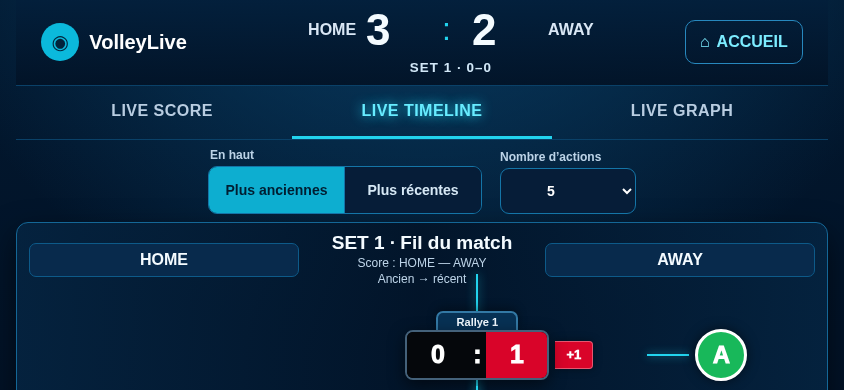 VolleyLive
HOME 3 : 2 AWAY
SET 1 · 0–0
⌂ ACCUEIL
LIVE SCORE LIVE TIMELINE LIVE GRAPH
En haut
Nombre d'actions
Plus anciennes Plus récentes
5
HOME
SET 1 · Fil du match
Score : HOME — AWAY
Ancien → récent
AWAY
Rallye 1
0 : 1 +1 A